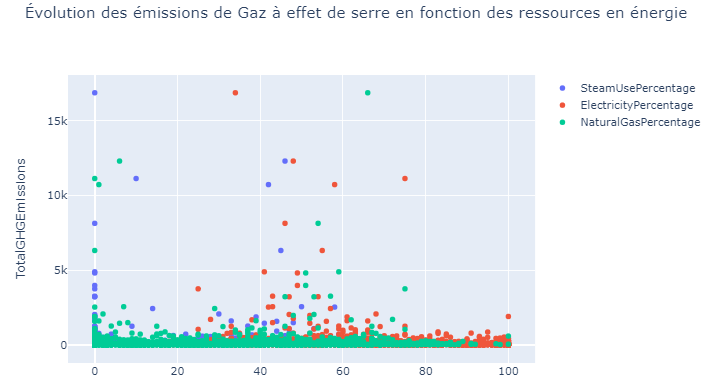 Évolution des émissions de Gaz à effet de serre en fonction des ressources en énergie
SteamUsePercentage
ElectricityPercentage
NaturalGasPercentage
TotalGHGEmissions
15k
10k
5k
0
0 20 40 60 80 100